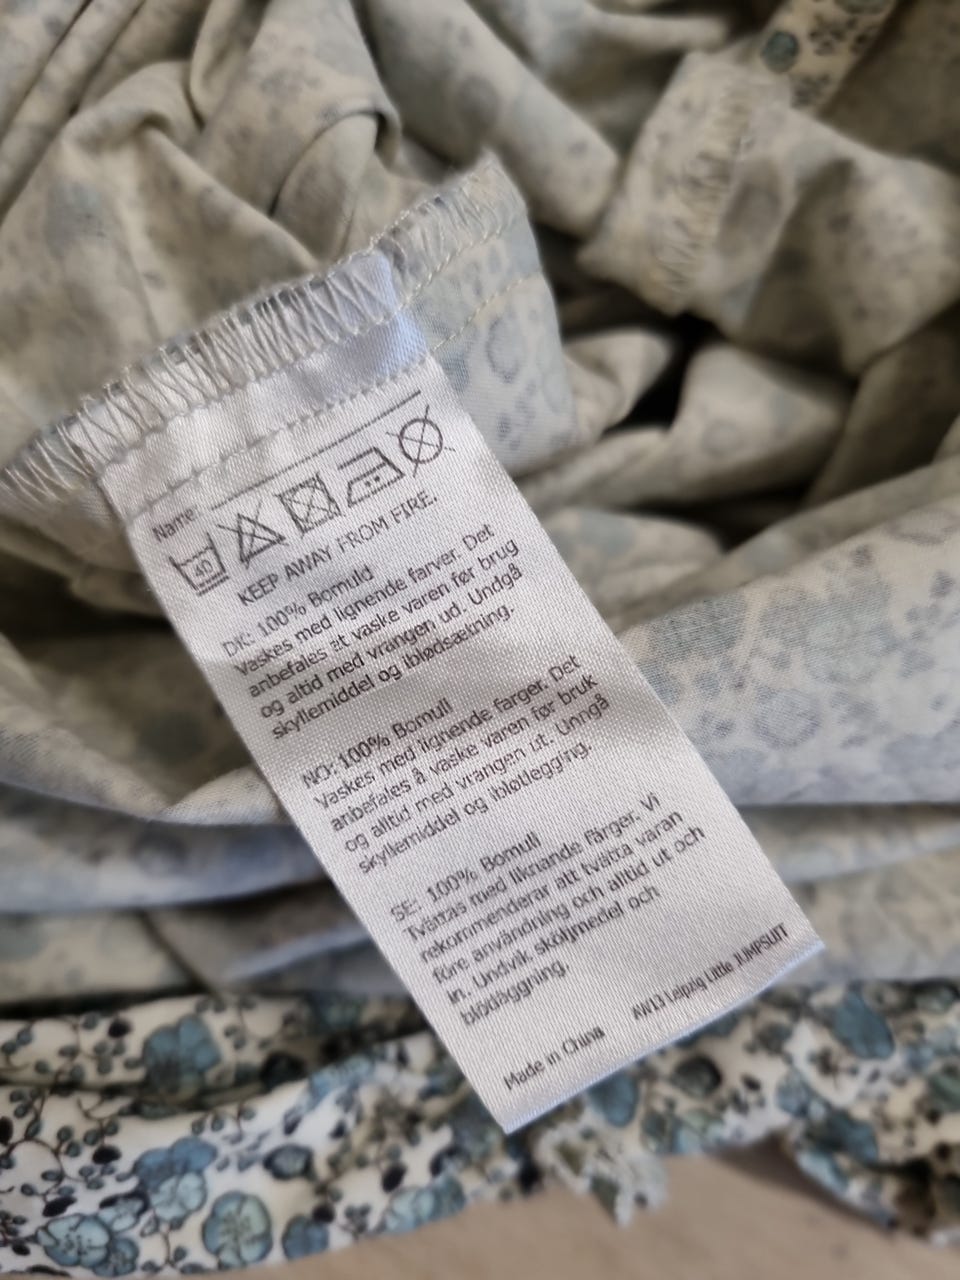 Name:
40
KEEP AWAY FROM FIRE.
DK: 100% Bomuld
Vaskes med lignende farver. Det
anbefales at vaske varen før brug
og altid med vrangen ud. Undgå
skyllemiddel og iblødsætning.
NO: 100% Bomull
Vaskes med lignende farger. Det
anbefales å vaske varen før bruk
og alltid med vrangen ut. Unngå
skyllemiddel og ibløtlegging.
SE: 100% Bomull
Tvättas med liknande färger. Vi
rekommenderar att tvätta varan
före användning och alltid ut och
in. Undvik sköljmedel och
blödläggning.
Made in China AW13 Leipzig Little JUMPSUIT